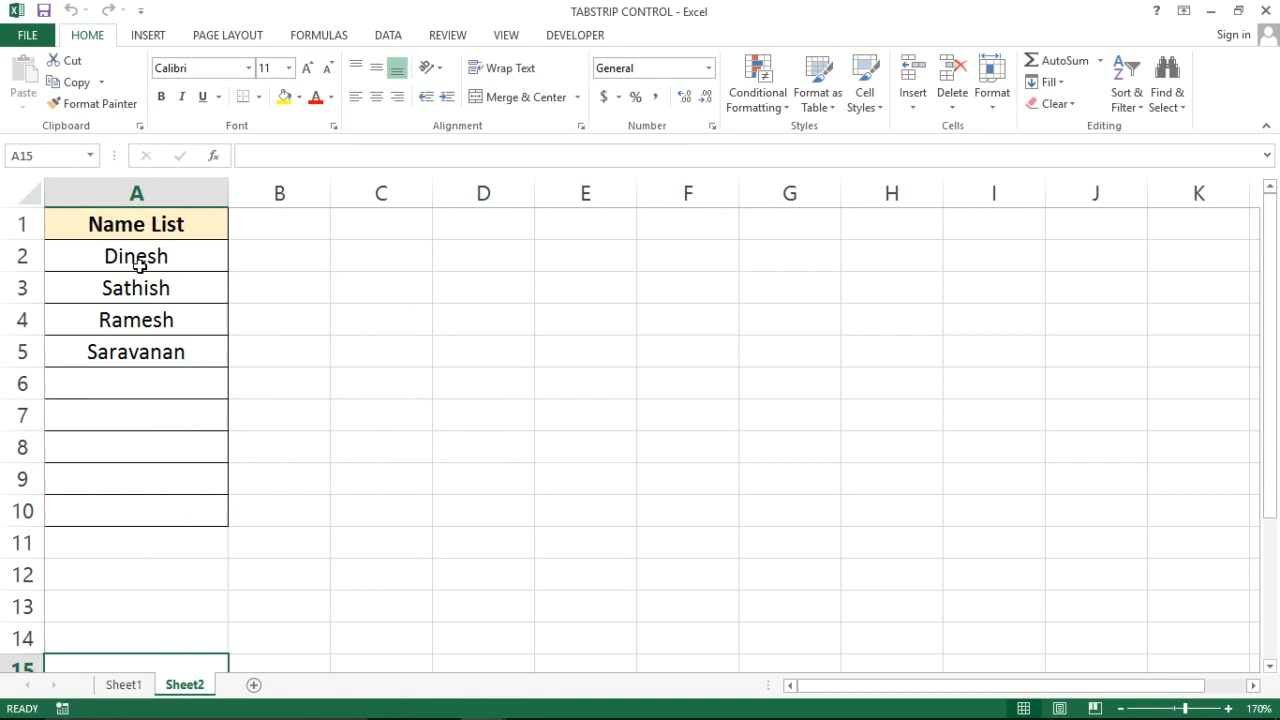 TABSTRIP CONTROL - Excel
?
FILE HOME INSERT PAGE LAYOUT FORMULAS DATA REVIEW VIEW DEVELOPER Sign in
Paste
Cut
Copy
Format Painter
Clipboard
Calibri 11
B I U A
Font
Wrap Text
Merge & Center
Alignment
General
$ % ,
Number
Conditional Formatting
Format as Table
Cell Styles
Styles
Insert Delete Format
Cells
AutoSum
Fill
Clear
Sort & Filter
Find & Select
Editing
A15 fx
A B C D E F G H I J K
1 Name List
2 Dinesh
3 Sathish
4 Ramesh
5 Saravanan
6
7
8
9
10
11
12
13
14
15
Sheet1 Sheet2
READY 170%